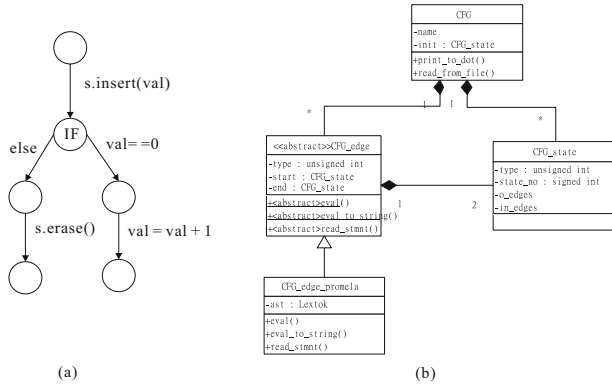 s.insert(val)
IF
else
val= =0
s.erase()
val = val + 1
(a)
CFG
-name
-init : CFG_state
+print_to_dot()
+read_from_file()
1
1
*
*
<<abstract>>CFG_edge
-type : unsigned int
-start : CFG_state
-end : CFG_state
+<abstract>eval()
+<abstract>eval_to_string()
+<abstract>read_stmnt()
1
2
CFG_state
-type : unsigned int
-state_no : signed int
-o_edges
-in_edges
CFG_edge_promela
-ast : Lextok
+eval()
+eval_to_string()
+read_stmnt()
(b)